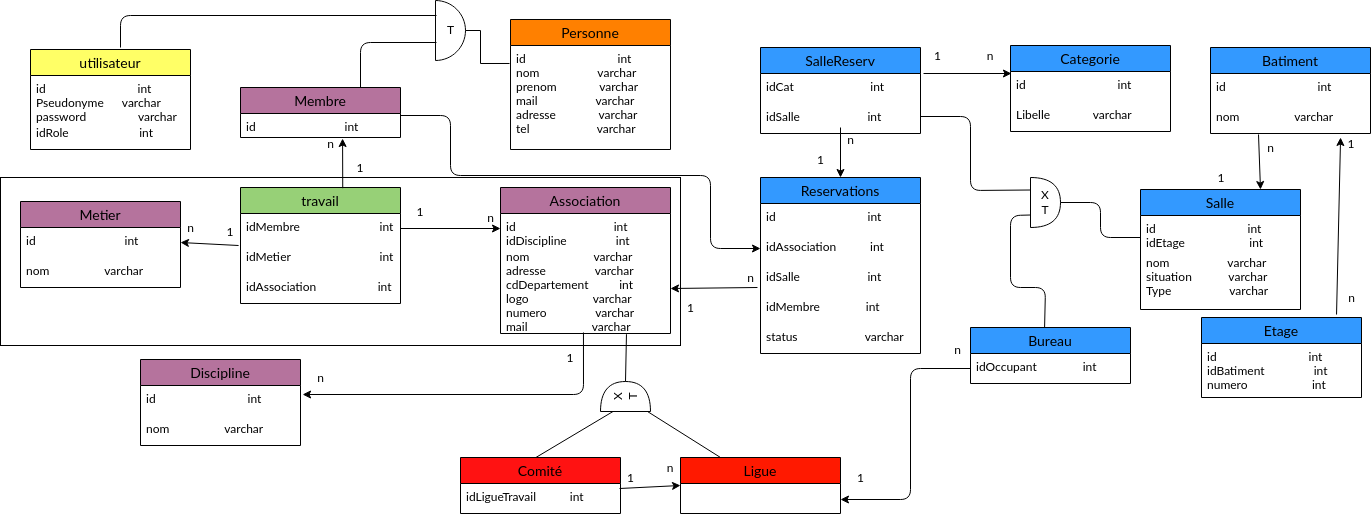 T
utilisateur
id int
Pseudonyme varchar
password varchar
idRole int
Personne
id int
nom varchar
prenom varchar
mail varchar
adresse varchar
tel varchar
Membre
id int
n
1
SalleReserv
idCat int
idSalle int
1 n
Categorie
id int
Libelle varchar
Batiment
id int
nom varchar
n
1
1
n
n
1
Metier
id int
nom varchar
n
1
travail
idMembre int
idMetier int
idAssociation int
1
n
Association
id int
idDiscipline int
nom varchar
adresse varchar
cdDepartement int
logo varchar
numero varchar
mail varchar
n
1
Reservations
id int
idAssociation int
idSalle int
idMembre int
status varchar
X
T
Salle
id int
idEtage int
nom varchar
situation varchar
Type varchar
Etage
id int
idBatiment int
numero int
Bureau
idOccupant int
n
1
1
n
Discipline
id int
nom varchar
X T
Comité
idLigueTravail int
1
n
Ligue